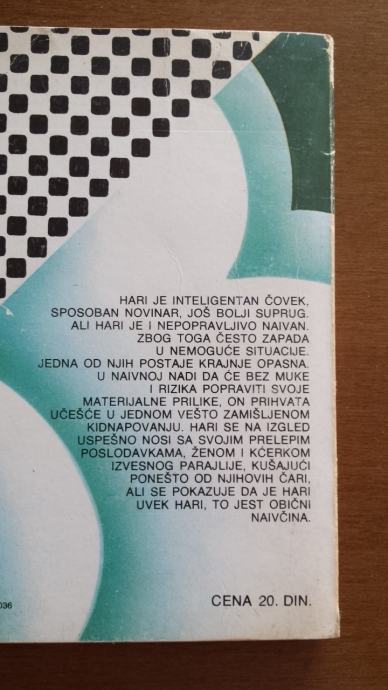 HARI JE INTELIGENTAN ČOVEK,
SPOSOBAN NOVINAR, JOŠ BOLJI SUPRUG.
ALI HARI JE I NEPOPRAVLJIVO NAIVAN.
ZBOG TOGA ČESTO ZAPADA
U NEMOGUĆE SITUACIJE.
JEDNA OD NJIH POSTAJE KRAJNJE OPASNA.
U NAIVNOJ NADI DA ĆE BEZ MUKE
I RIZIKA POPRAVITI SVOJE
MATERIJALNE PRILIKE, ON PRIHVATA
UČEŠĆE U JEDNOM VEŠTO ZAMIŠLJENOM
KIDNAPOVANJU. HARI SE NA IZGLED
USPEŠNO NOSI SA SVOJIM PRELEPIM
POSLODAVKAMA, ŽENOM I KĆERKOM
IZVESNOG PARAJLIJE, KUŠAJUĆI
PONEŠTO OD NJIHOVIH ČARI,
ALI SE POKAZUJE DA JE HARI
UVEK HARI, TO JEST OBIČNI
NAIVČINA.
036
CENA 20. DIN.